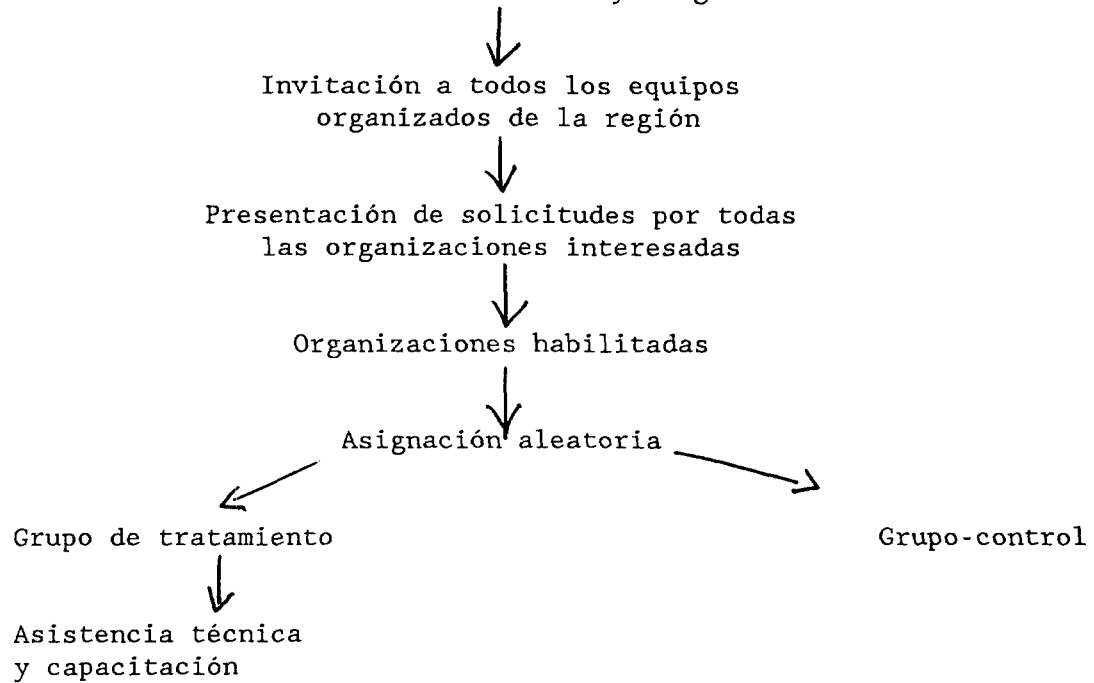 Invitación a todos los equipos
organizados de la región
Presentación de solicitudes por todas
las organizaciones interesadas
Organizaciones habilitadas
Asignación aleatoria
Grupo de tratamiento
Grupo-control
Asistencia técnica
y capacitación